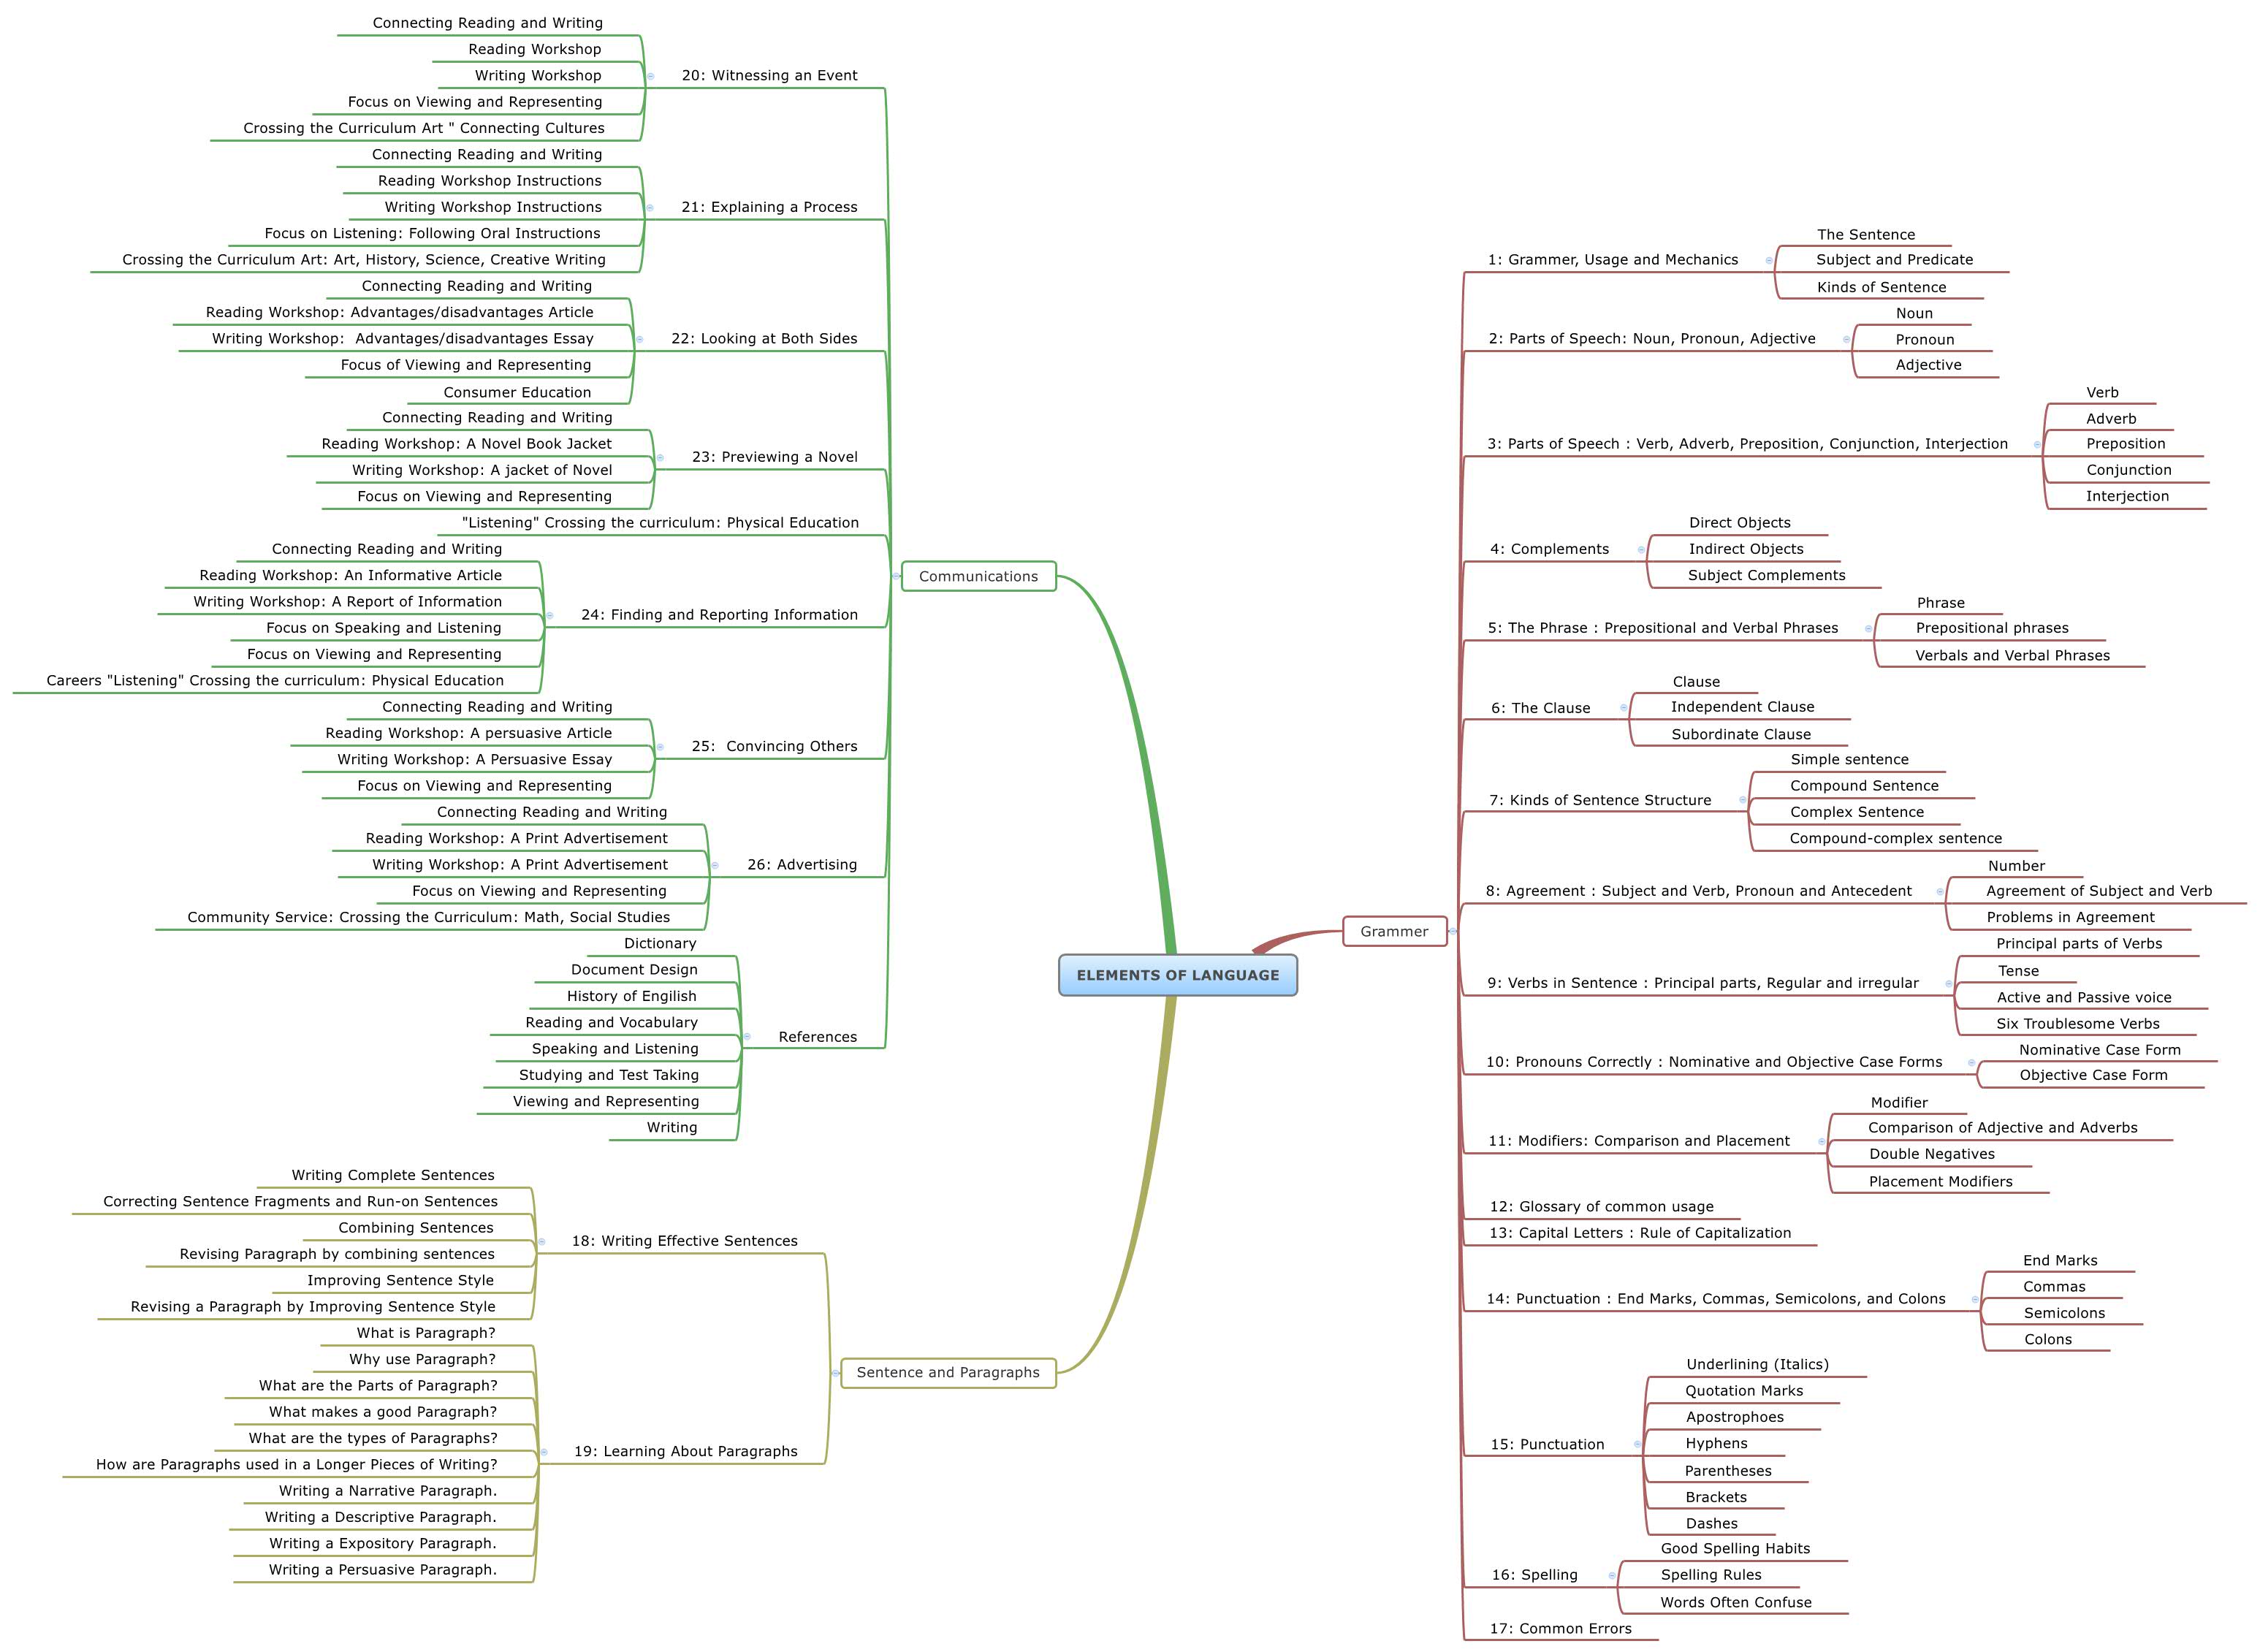 ELEMENTS OF LANGUAGE
Grammer
1: Grammer, Usage and Mechanics
The Sentence
Subject and Predicate
Kinds of Sentence
2: Parts of Speech: Noun, Pronoun, Adjective
Noun
Pronoun
Adjective
3: Parts of Speech : Verb, Adverb, Preposition, Conjunction, Interjection
Verb
Adverb
Preposition
Conjunction
Interjection
4: Complements
Direct Objects
Indirect Objects
Subject Complements
5: The Phrase : Prepositional and Verbal Phrases
Phrase
Prepositional phrases
Verbals and Verbal Phrases
6: The Clause
Clause
Independent Clause
Subordinate Clause
7: Kinds of Sentence Structure
Simple sentence
Compound Sentence
Complex Sentence
Compound-complex sentence
8: Agreement : Subject and Verb, Pronoun and Antecedent
Number
Agreement of Subject and Verb
Problems in Agreement
9: Verbs in Sentence : Principal parts, Regular and irregular
Principal parts of Verbs
Tense
Active and Passive voice
Six Troublesome Verbs
10: Pronouns Correctly : Nominative and Objective Case Forms
Nominative Case Form
Objective Case Form
11: Modifiers: Comparison and Placement
Modifier
Comparison of Adjective and Adverbs
Double Negatives
Placement Modifiers
12: Glossary of common usage
13: Capital Letters : Rule of Capitalization
14: Punctuation : End Marks, Commas, Semicolons, and Colons
End Marks
Commas
Semicolons
Colons
15: Punctuation
Underlining (Italics)
Quotation Marks
Apostrophoes
Hyphens
Parentheses
Brackets
Dashes
16: Spelling
Good Spelling Habits
Spelling Rules
Words Often Confuse
17: Common Errors
Sentence and Paragraphs
18: Writing Effective Sentences
Writing Complete Sentences
Correcting Sentence Fragments and Run-on Sentences
Combining Sentences
Revising Paragraph by combining sentences
Improving Sentence Style
Revising a Paragraph by Improving Sentence Style
19: Learning About Paragraphs
What is Paragraph?
Why use Paragraph?
What are the Parts of Paragraph?
What makes a good Paragraph?
What are the types of Paragraphs?
How are Paragraphs used in a Longer Pieces of Writing?
Writing a Narrative Paragraph.
Writing a Descriptive Paragraph.
Writing a Expository Paragraph.
Writing a Persuasive Paragraph.
Communications
20: Witnessing an Event
Connecting Reading and Writing
Reading Workshop
Writing Workshop
Focus on Viewing and Representing
Crossing the Curriculum Art " Connecting Cultures
21: Explaining a Process
Connecting Reading and Writing
Reading Workshop Instructions
Writing Workshop Instructions
Focus on Listening: Following Oral Instructions
Crossing the Curriculum Art: Art, History, Science, Creative Writing
22: Looking at Both Sides
Connecting Reading and Writing
Reading Workshop: Advantages/disadvantages Article
Writing Workshop:  Advantages/disadvantages Essay
Focus of Viewing and Representing
Consumer Education
23: Previewing a Novel
Connecting Reading and Writing
Reading Workshop: A Novel Book Jacket
Writing Workshop: A jacket of Novel
Focus on Viewing and Representing
"Listening" Crossing the curriculum: Physical Education
24: Finding and Reporting Information
Connecting Reading and Writing
Reading Workshop: An Informative Article
Writing Workshop: A Report of Information
Focus on Speaking and Listening
Focus on Viewing and Representing
Careers "Listening" Crossing the curriculum: Physical Education
25:  Convincing Others
Connecting Reading and Writing
Reading Workshop: A persuasive Article
Writing Workshop: A Persuasive Essay
Focus on Viewing and Representing
26: Advertising
Connecting Reading and Writing
Reading Workshop: A Print Advertisement
Writing Workshop: A Print Advertisement
Focus on Viewing and Representing
Community Service: Crossing the Curriculum: Math, Social Studies
References
Dictionary
Document Design
History of Engilish
Reading and Vocabulary
Speaking and Listening
Studying and Test Taking
Viewing and Representing
Writing